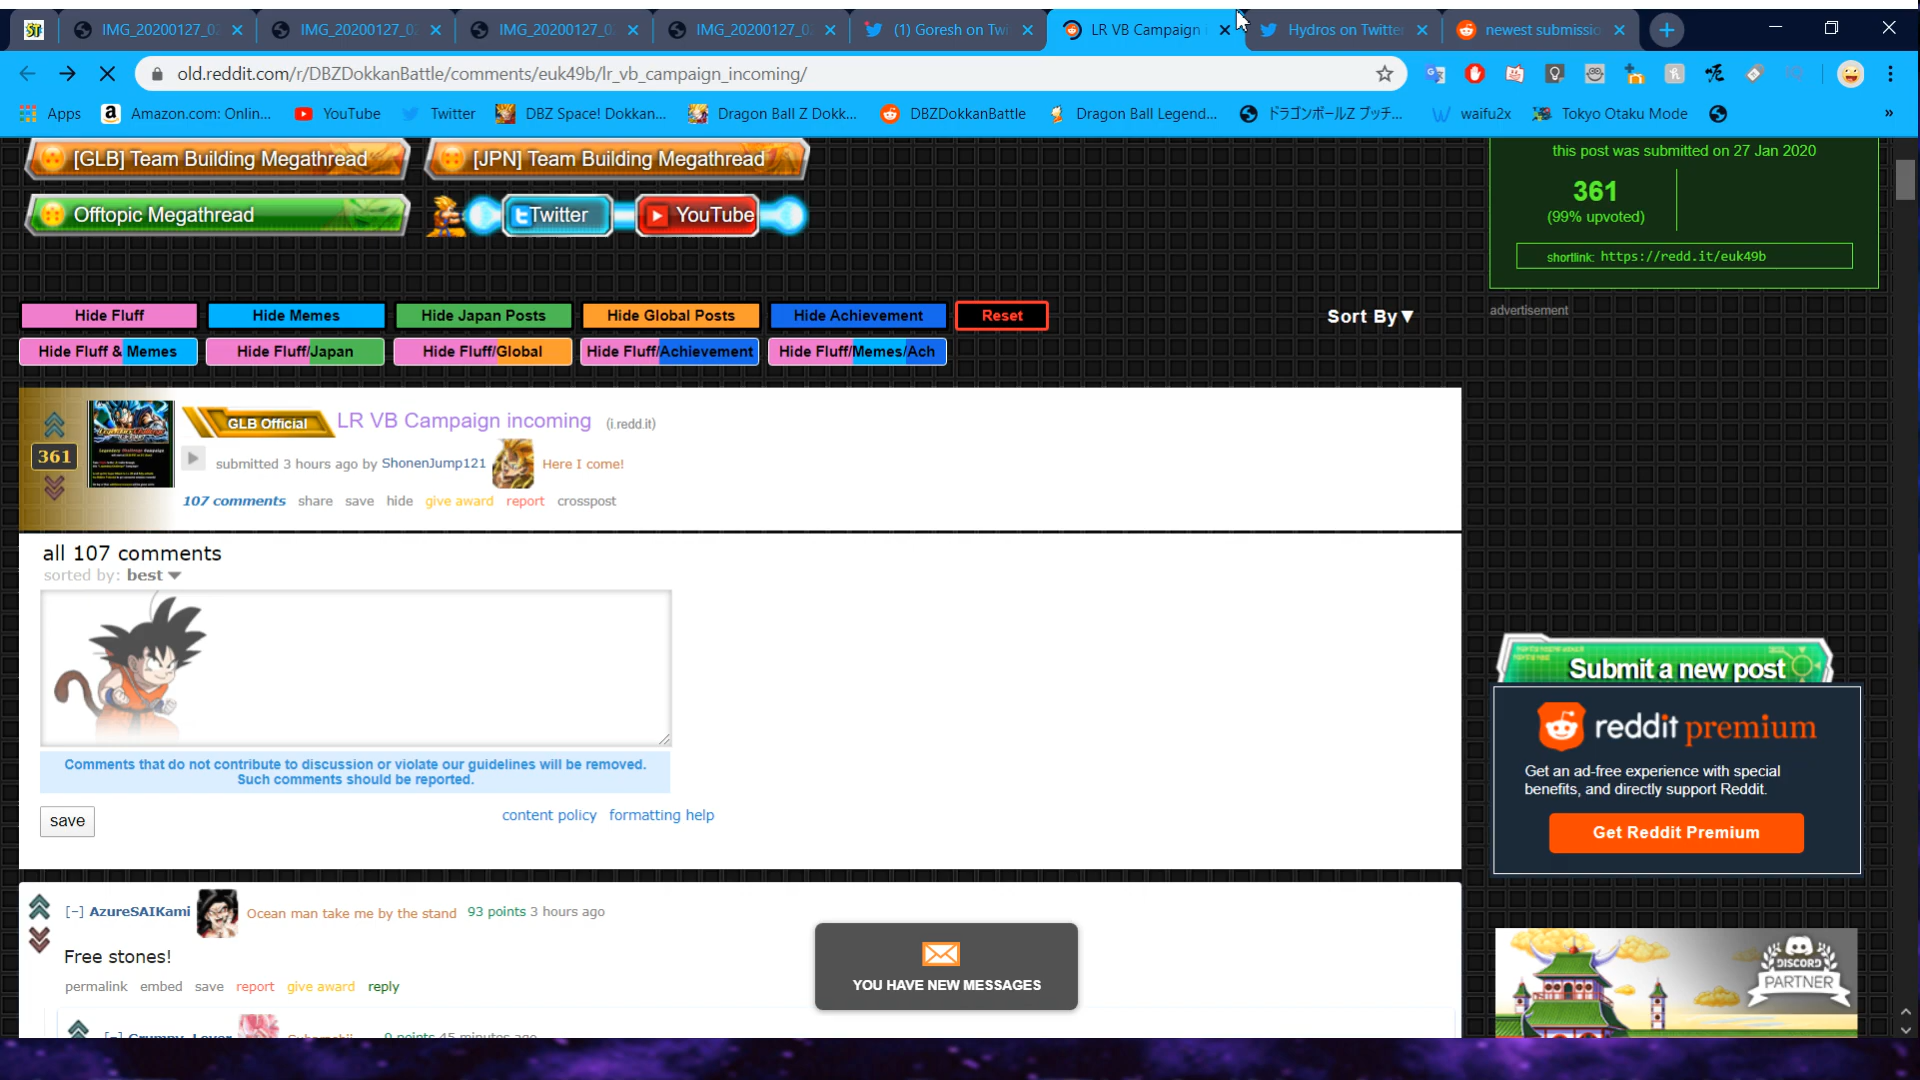 ST IMG_20200127_02 IMG_20200127_02 IMG_20200127_0 IMG_20200127_0 (1) Goresh on Twi LR VB Campaign i Hydros on Twitter newest submissio
old.reddit.com/r/DBZDokkanBattle/comments/euk49b/lr_vb_campaign_incoming/
Apps Amazon.com: Onlin... YouTube Twitter DBZ Space! Dokkan... Dragon Ball Z Dokk... DBZDokkanBattle Dragon Ball Legend... ドラゴンボールZ ブッチ... waifu2x Tokyo Otaku Mode »
[GLB] Team Building Megathread [JPN] Team Building Megathread
this post was submitted on 27 Jan 2020
361
(99% upvoted)
Offtopic Megathread Twitter YouTube
shortlink: https://redd.it/euk49b
advertisement
Hide Fluff Hide Memes Hide Japan Posts Hide Global Posts Hide Achievement Reset Sort By▼
Hide Fluff & Memes Hide Fluff/Japan Hide Fluff/Global Hide Fluff/Achievement Hide Fluff/Memes/Ach
GLB Official LR VB Campaign incoming (i.redd.it)
361
submitted 3 hours ago by ShonenJump121 Here I come!
107 comments share save hide give award report crosspost
all 107 comments
sorted by: best
Comments that do not contribute to discussion or violate our guidelines will be removed.
Such comments should be reported.
content policy formatting help
save
Submit a new post
reddit premium
Get an ad-free experience with special
benefits, and directly support Reddit.
Get Reddit Premium
[–] AzureSAIKami Ocean man take me by the stand 93 points 3 hours ago
Free stones!
permalink embed save report give award reply
YOU HAVE NEW MESSAGES
DISCORD
PARTNER
[–] Grumpy_Lover 9 points 45 minutes ago